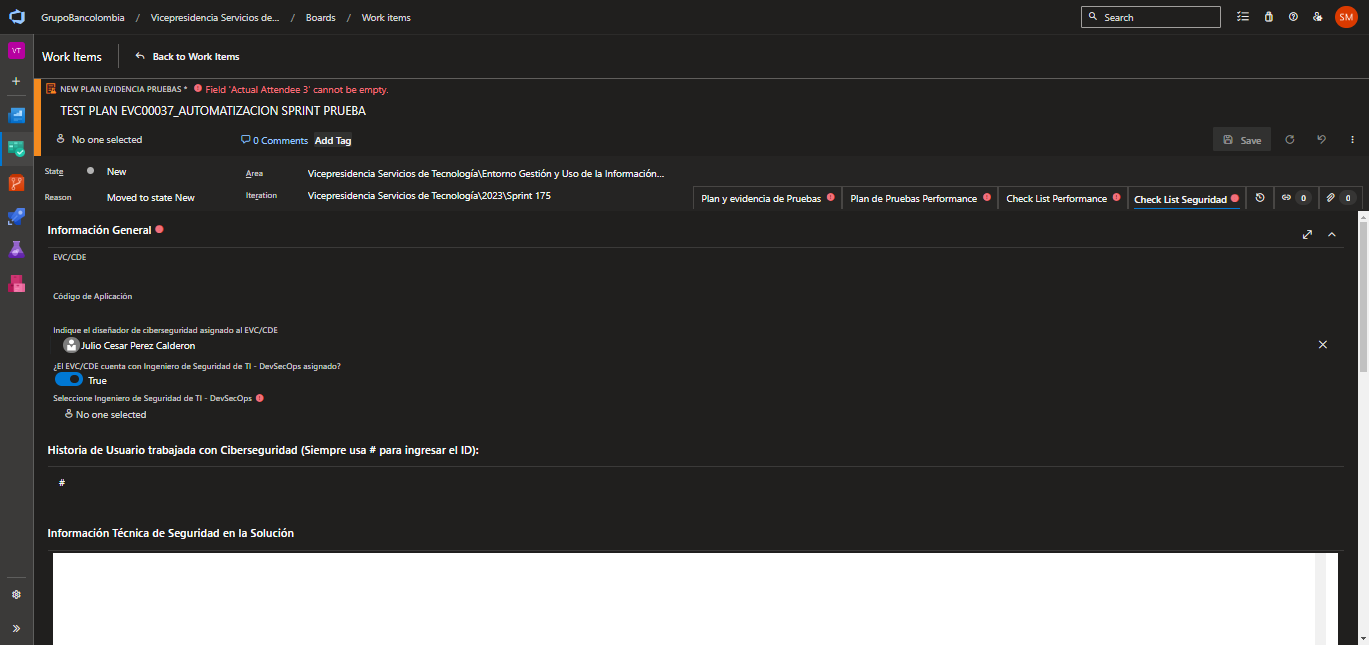 GrupoBancolombia / Vicepresidencia Servicios de... / Boards / Work items
Search
SM
VT
Work Items
Back to Work Items
NEW PLAN EVIDENCIA PRUEBAS * Field 'Actual Attendee 3' cannot be empty.
TEST PLAN EVC00037_AUTOMATIZACION SPRINT PRUEBA
No one selected
0 Comments
Add Tag
Save
State
New
Area
Vicepresidencia Servicios de Tecnología\Entorno Gestión y Uso de la Información...
Reason
Moved to state New
Iteration
Vicepresidencia Servicios de Tecnología\2023\Sprint 175
Plan y evidencia de Pruebas
Plan de Pruebas Performance
Check List Performance
Check List Seguridad
0
0
Información General
EVC/CDE
Código de Aplicación
Indique el diseñador de ciberseguridad asignado al EVC/CDE
Julio Cesar Perez Calderon
¿El EVC/CDE cuenta con Ingeniero de Seguridad de TI - DevSecOps asignado?
True
Seleccione Ingeniero de Seguridad de TI - DevSecOps
No one selected
Historia de Usuario trabajada con Ciberseguridad (Siempre usa # para ingresar el ID):
#
Información Técnica de Seguridad en la Solución